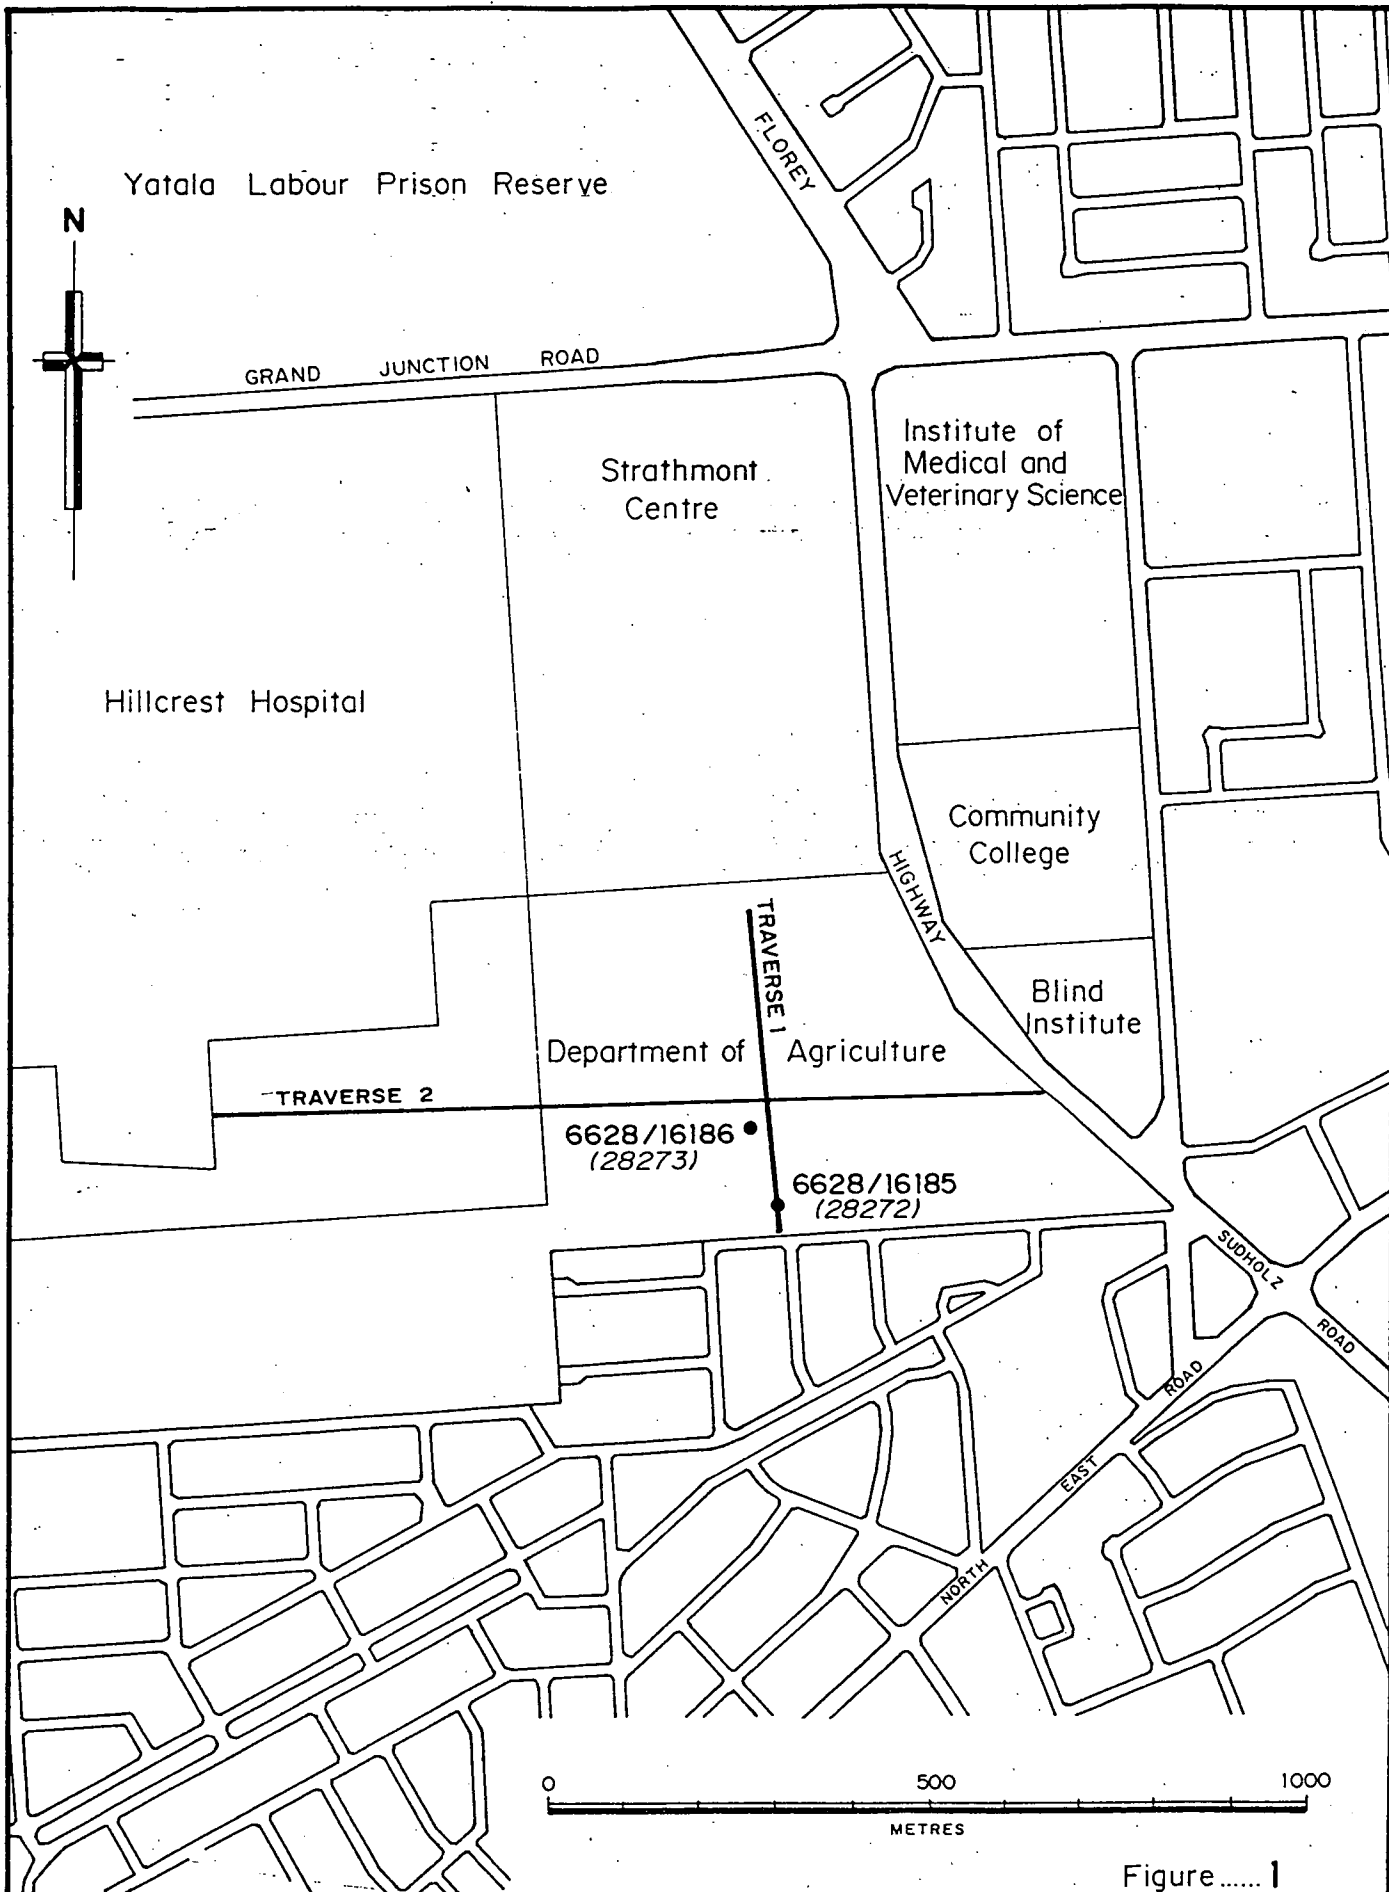 FLOREY
Yatala Labour Prison Reserve
N
GRAND JUNCTION ROAD
Institute of
Medical and
Veterinary Science
Strathmont
Centre
Hillcrest Hospital
Community
College
HIGHWAY
TRAVERSE 1
Blind
Institute
Department of Agriculture
TRAVERSE 2
6628/16186
(28273)
6628/16185
(28272)
SUDHOLZ
ROAD
NORTH EAST ROAD
0 500 1000
METRES
Figure...... 1